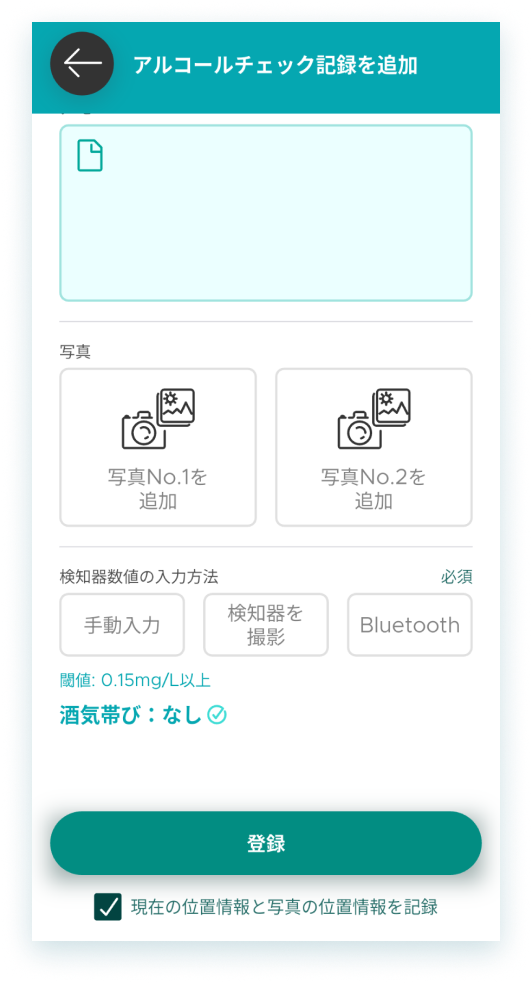 アルコールチェック記録を追加
写真
写真No.1を
追加
写真No.2を
追加
検知器数値の入力方法
必須
手動入力
検知器を
撮影
Bluetooth
閾値: 0.15mg/L以上
酒気帯び：なし
登録
現在の位置情報と写真の位置情報を記録